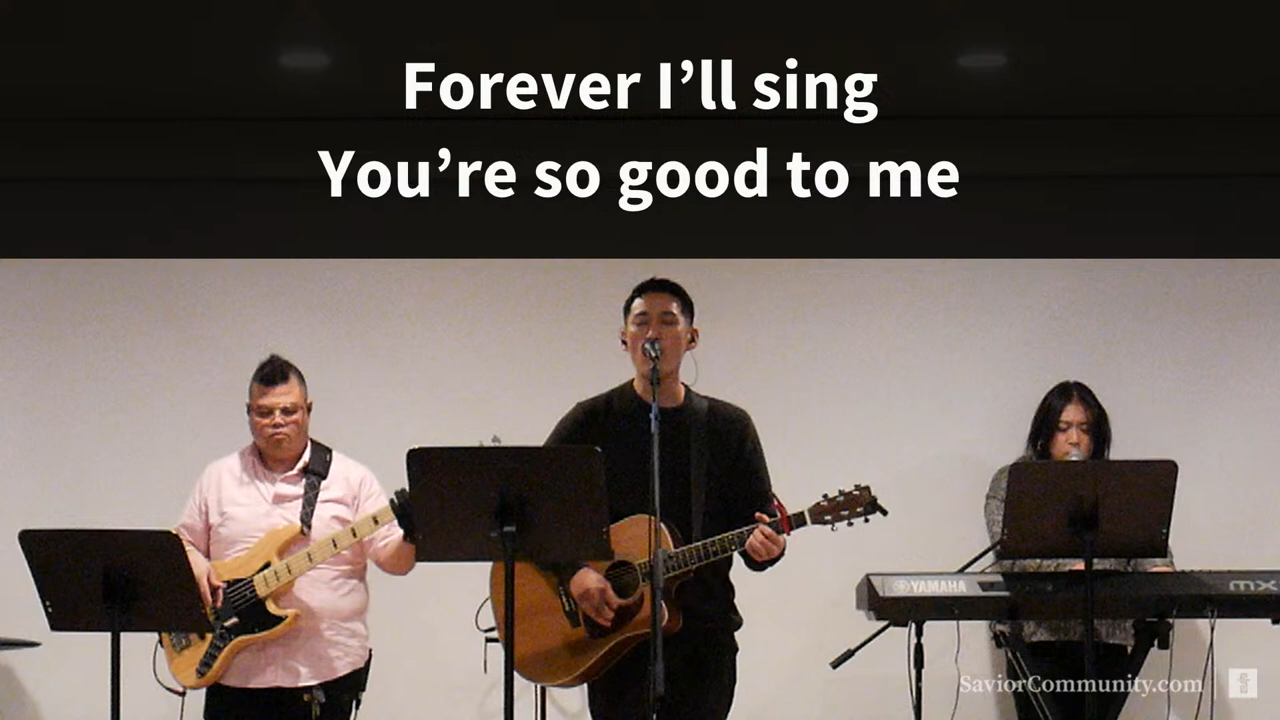 Forever I’ll sing
You’re so good to me
YAMAHA
MX
SaviorCommunity.com